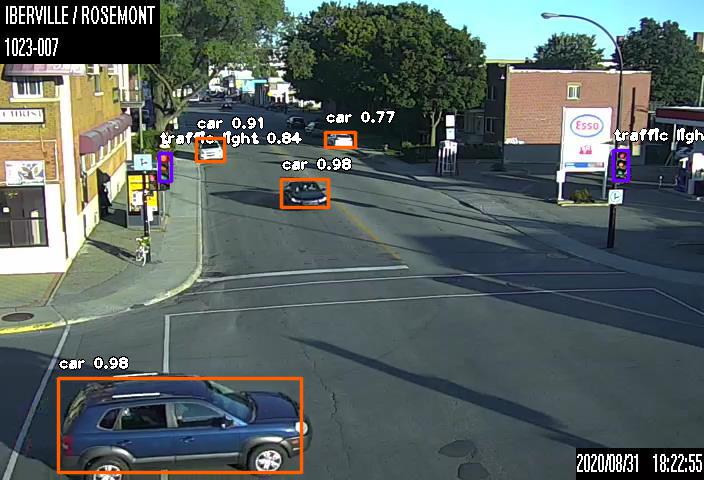 IBERVILLE / ROSEMONT
1023-007
car 0.91
car 0.77
traffic light 0.84
traffic ligh
car 0.98
Esso
car 0.98
2020/08/31 18:22:55